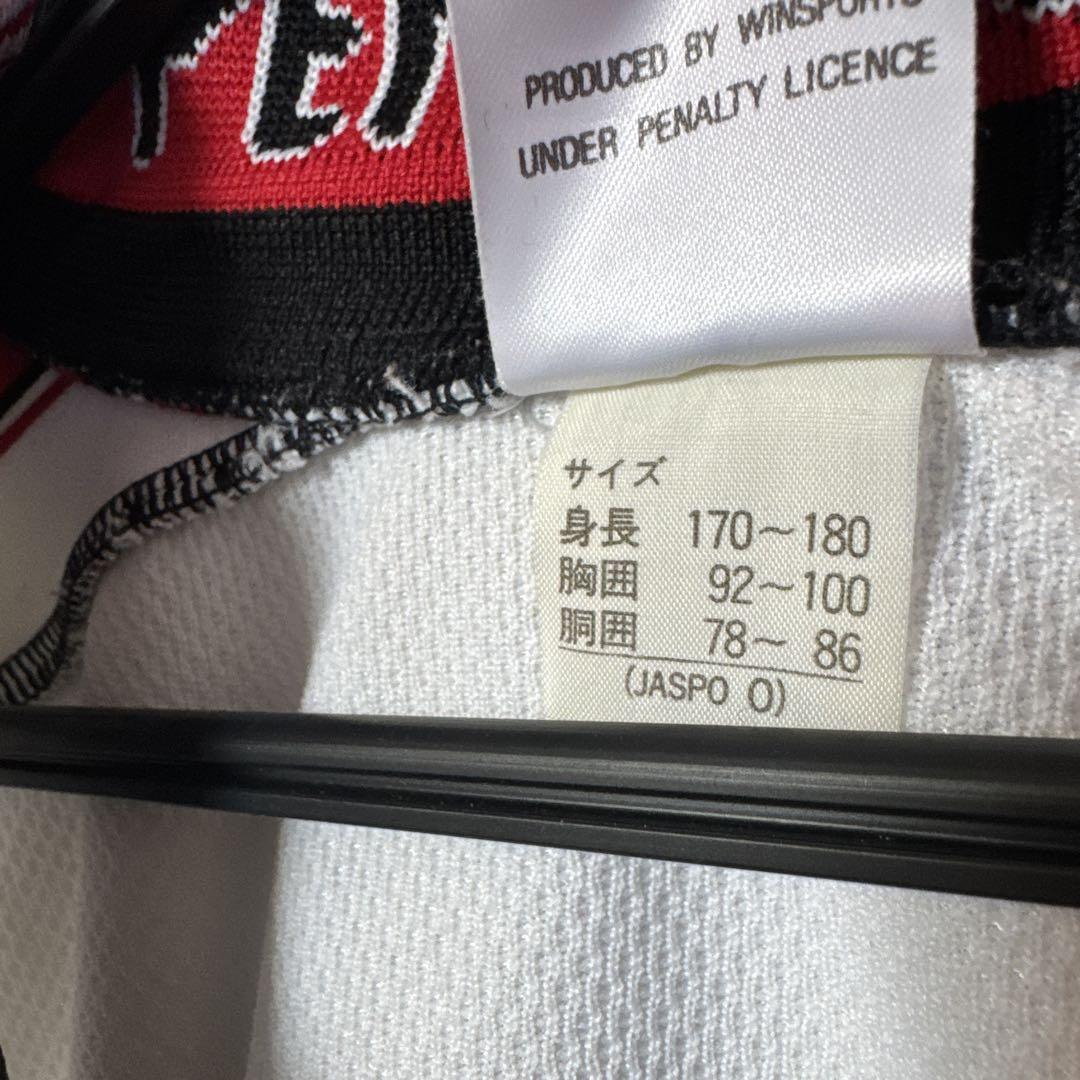 PEN
PRODUCED BY WINSPORTS
UNDER PENALTY LICENCE
サイズ
身長 170〜180
胸囲 92〜100
胴囲 78〜 86
(JASPO O)